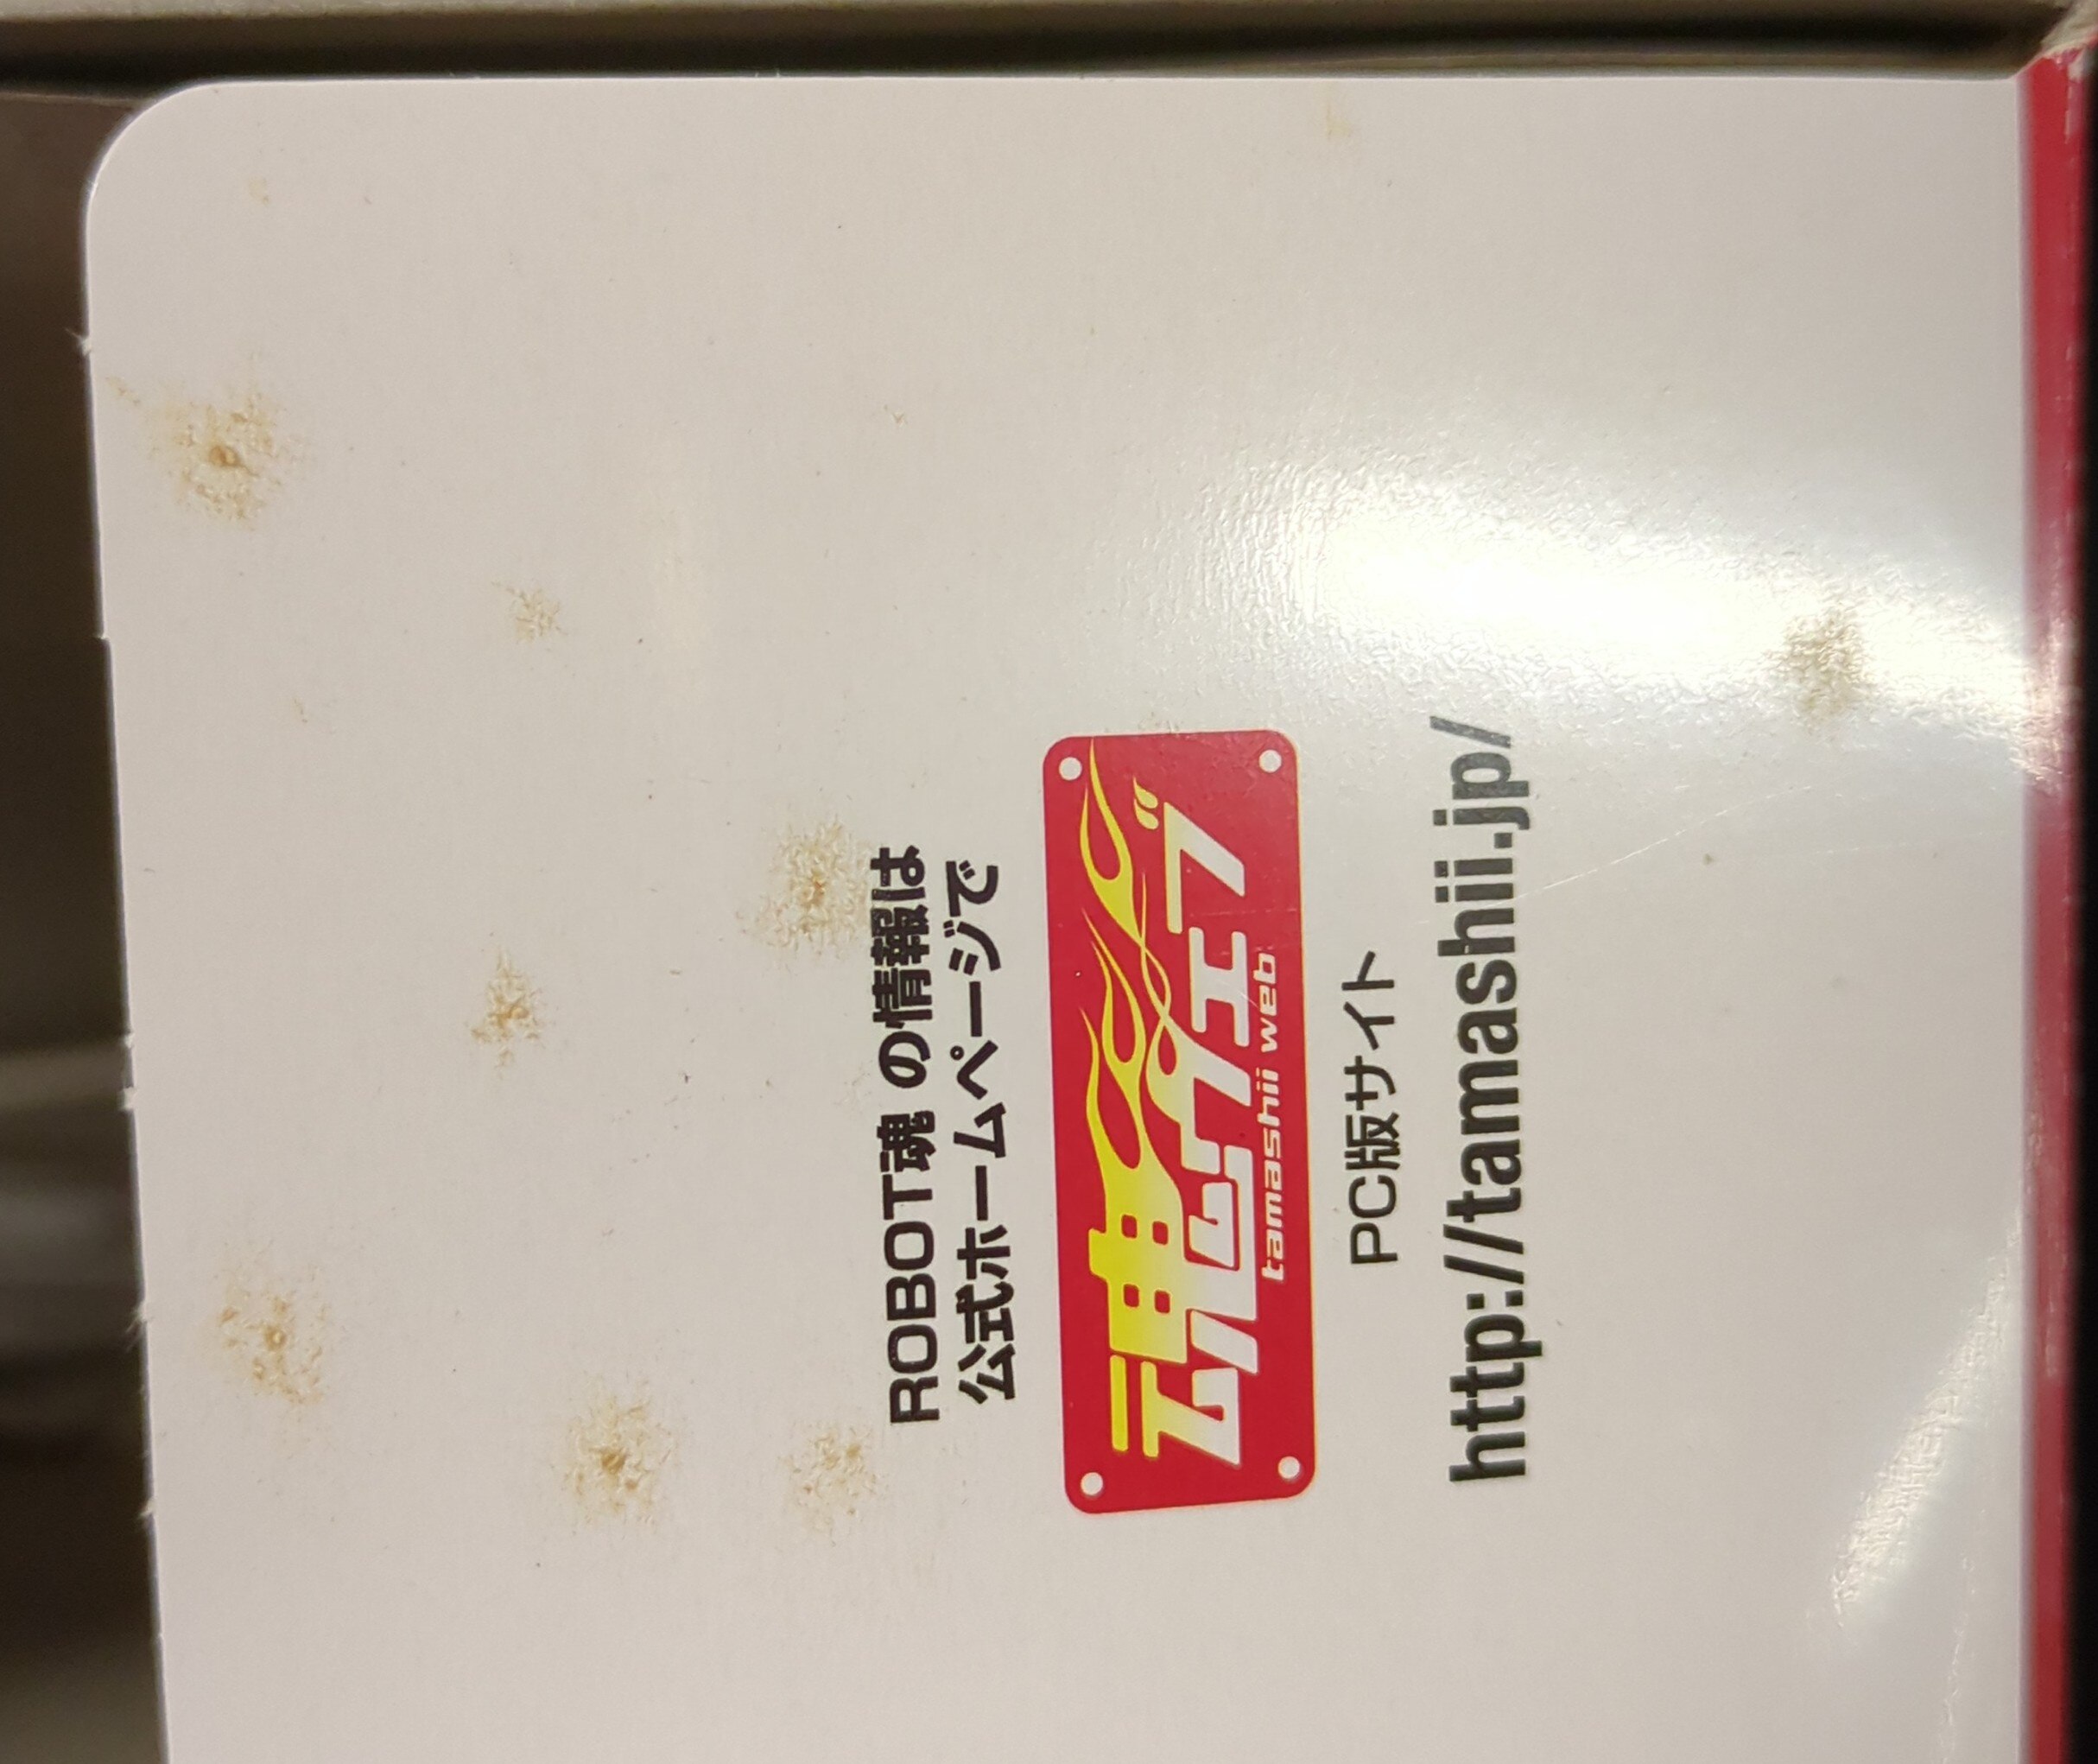 ROBOT魂 の情報は
公式ホームページで
魂ウェブ
tamashii web
PC版サイト
http://tamashii.jp/